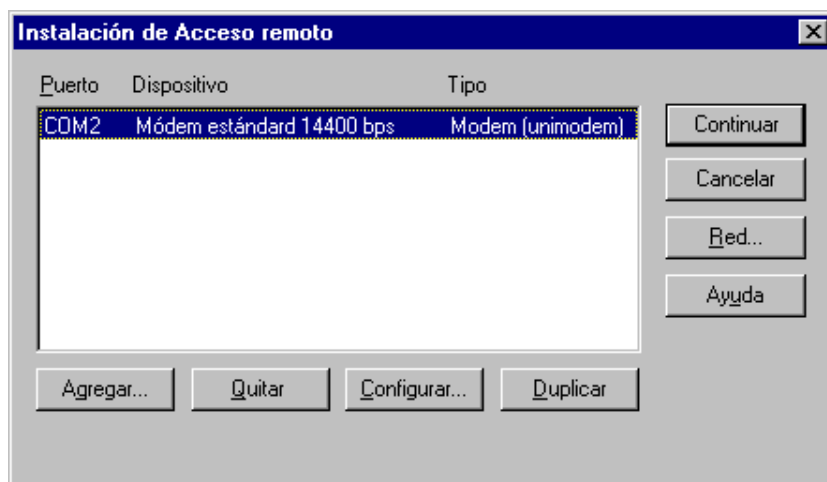 Instalación de Acceso remoto
Puerto Dispositivo Tipo
COM2 Módem estándard 14400 bps Modem (unimodem)
Continuar
Cancelar
Red...
Ayuda
Agregar... Quitar Configurar... Duplicar